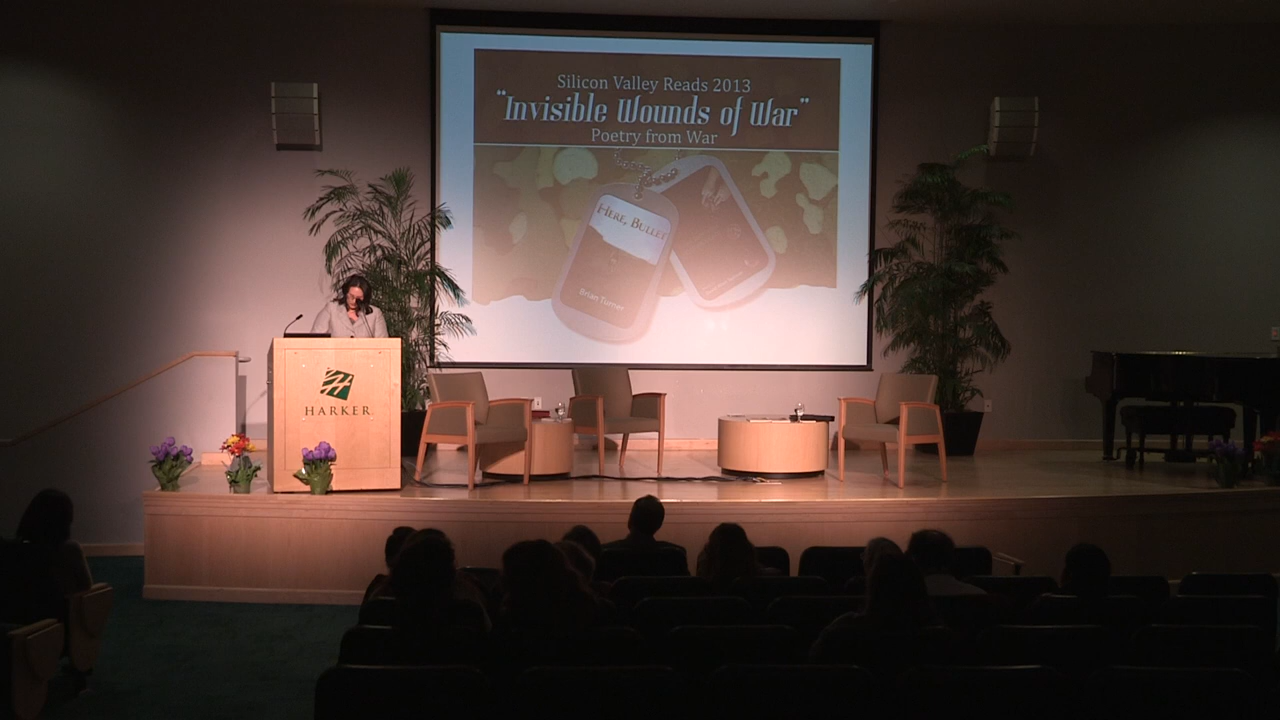 Silicon Valley Reads 2013
"Invisible Wounds of War"
Poetry from War
HERE, BULLET
Brian Turner
HARKER